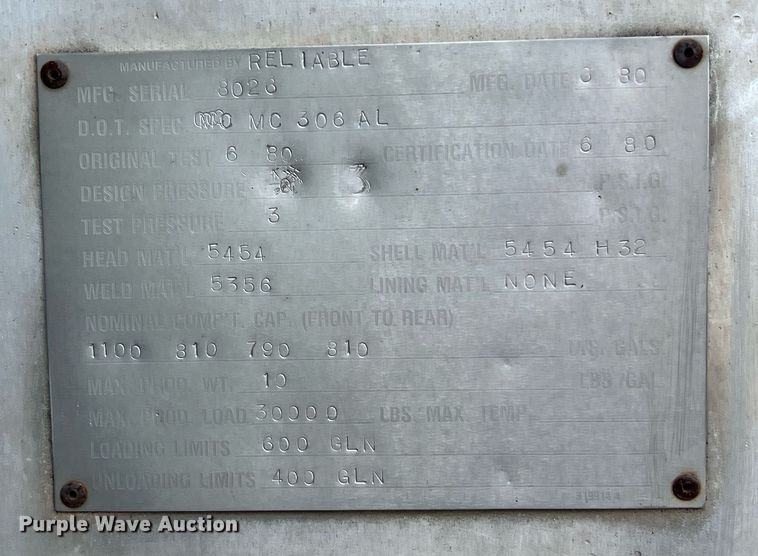 MANUFACTURED BY RELIABLE
MFG. SERIAL 8026 MFG. DATE 6 80
D.O.T. SPEC. MC 306 AL
ORIGINAL TEST 6 80 CERTIFICATION DATE 6 80
DESIGN PRESSURE 3 P.S.I.G.
TEST PRESSURE 3 P.S.I.G.
HEAD MAT'L 5454 SHELL MAT'L 5454 H32
WELD MAT'L 5356 LINING MAT'L NONE.
NOMINAL COMP'T. CAP. (FRONT TO REAR)
1100 810 790 810 U.S. GALS
MAX. PROD. WT. 10 LBS/GAL
MAX. PROD. LOAD 30000 LBS MAX. TEMP.
LOADING LIMITS 600 GLN
UNLOADING LIMITS 400 GLN
Purple Wave Auction